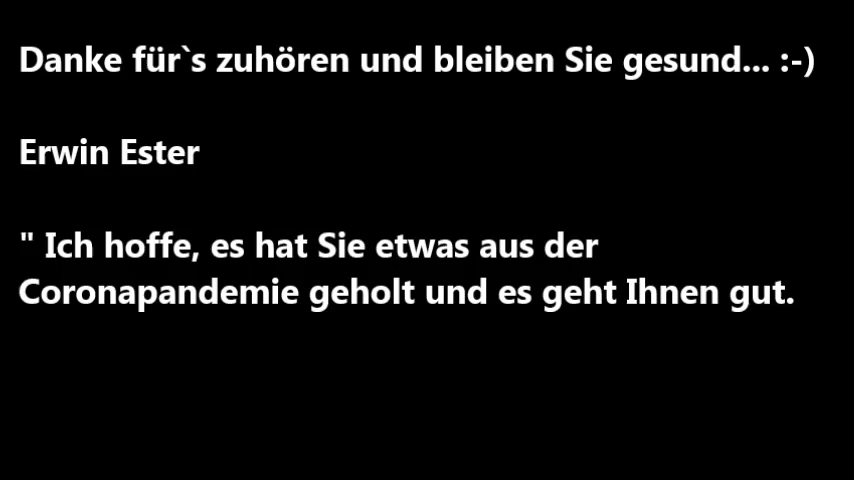 Danke für`s zuhören und bleiben Sie gesund... :-)
Erwin Ester
" Ich hoffe, es hat Sie etwas aus der
Coronapandemie geholt und es geht Ihnen gut.